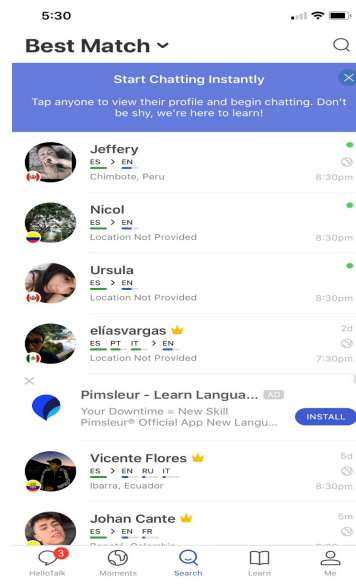 5:30
Best Match
Start Chatting Instantly
Tap anyone to view their profile and begin chatting. Don't
be shy, we're here to learn!
Jeffery
ES > EN
Chimbote, Peru 8:30pm
Nicol
ES > EN
Location Not Provided 8:30pm
Ursula
ES > EN
Location Not Provided 8:30pm
elíasvargas 2d
ES PT IT > EN
Location Not Provided 7:30pm
Pimsleur - Learn Langua... AD
Your Downtime = New Skill
Pimsleur® Official App New Langu...
INSTALL
Vicente Flores 5d
ES > EN RU IT
Ibarra, Ecuador 8:30pm
Johan Cante 5m
ES > EN FR
3
HelloTalk Moments Search Learn Me